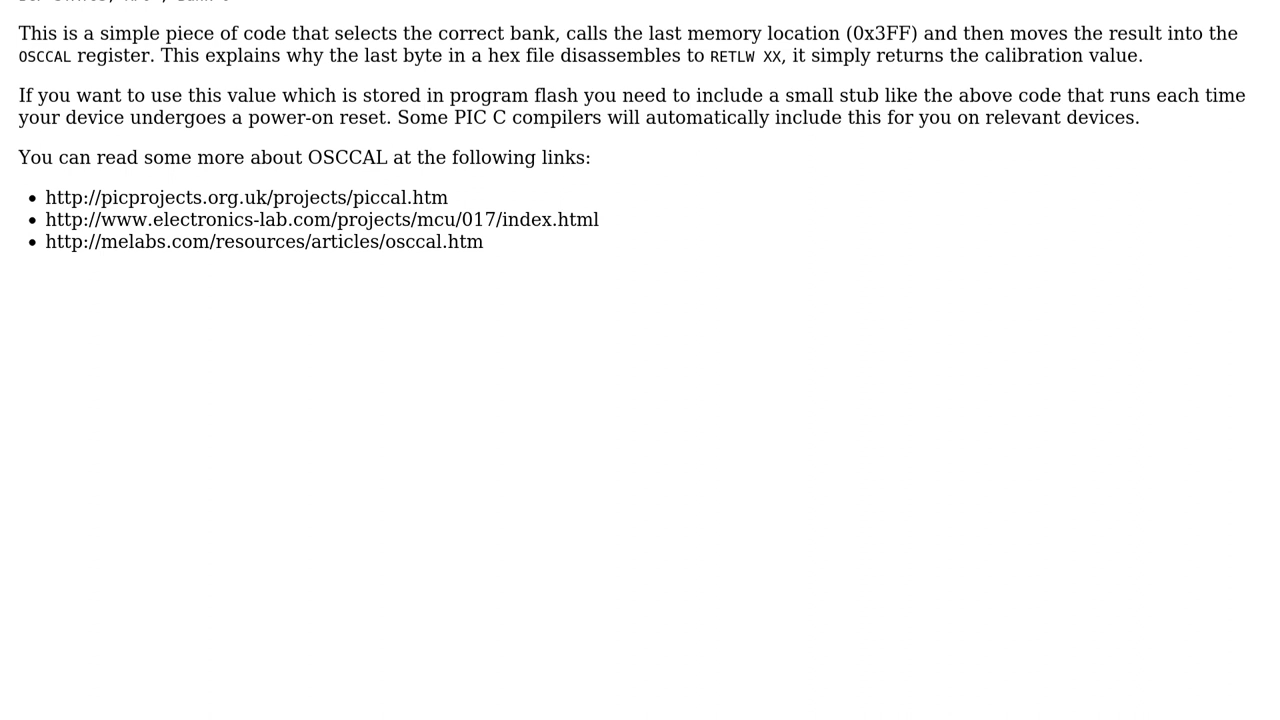 This is a simple piece of code that selects the correct bank, calls the last memory location (0x3FF) and then moves the result into the
OSCCAL register. This explains why the last byte in a hex file disassembles to RETLW XX, it simply returns the calibration value.
If you want to use this value which is stored in program flash you need to include a small stub like the above code that runs each time
your device undergoes a power-on reset. Some PIC C compilers will automatically include this for you on relevant devices.
You can read some more about OSCCAL at the following links:
• http://picprojects.org.uk/projects/piccal.htm
• http://www.electronics-lab.com/projects/mcu/017/index.html
• http://melabs.com/resources/articles/osccal.htm